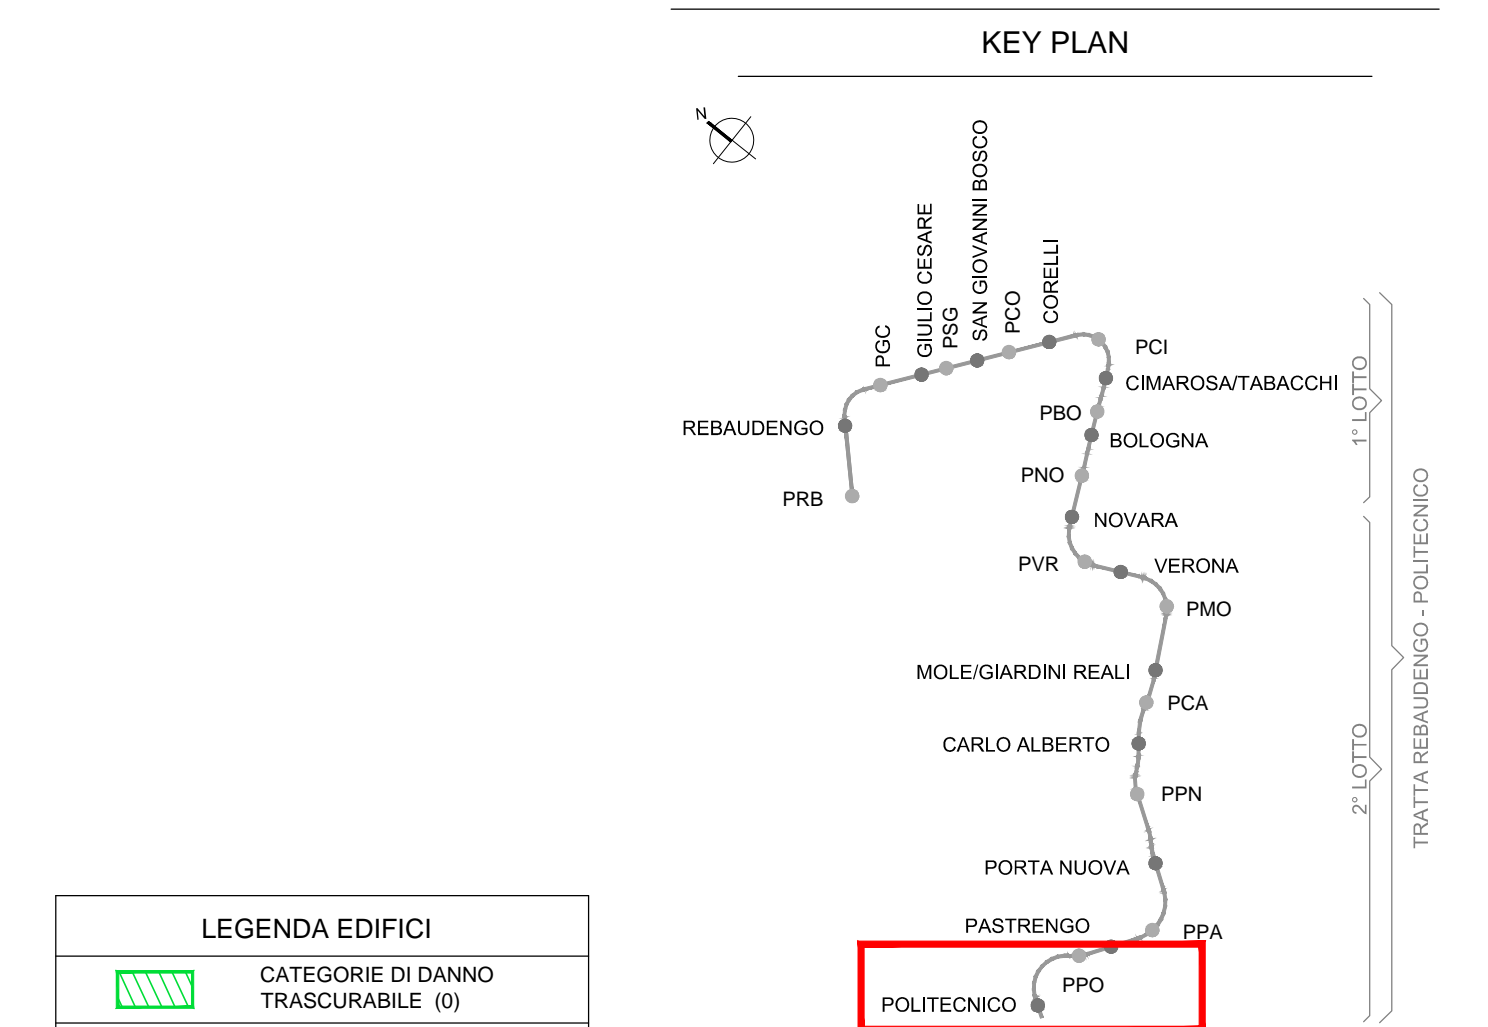 KEY PLAN
N
PGC
GIULIO CESARE
PSG
SAN GIOVANNI BOSCO
PCO
CORELLI
PCI
CIMAROSA/TABACCHI
PBO
REBAUDENGO
BOLOGNA
PNO
PRB
NOVARA
PVR
VERONA
PMO
MOLE/GIARDINI REALI
PCA
CARLO ALBERTO
PPN
PORTA NUOVA
PASTRENGO
PPA
PPO
POLITECNICO
1° LOTTO
2° LOTTO
TRATTA REBAUDENGO - POLITECNICO
LEGENDA EDIFICI
CATEGORIE DI DANNO
TRASCURABILE (0)